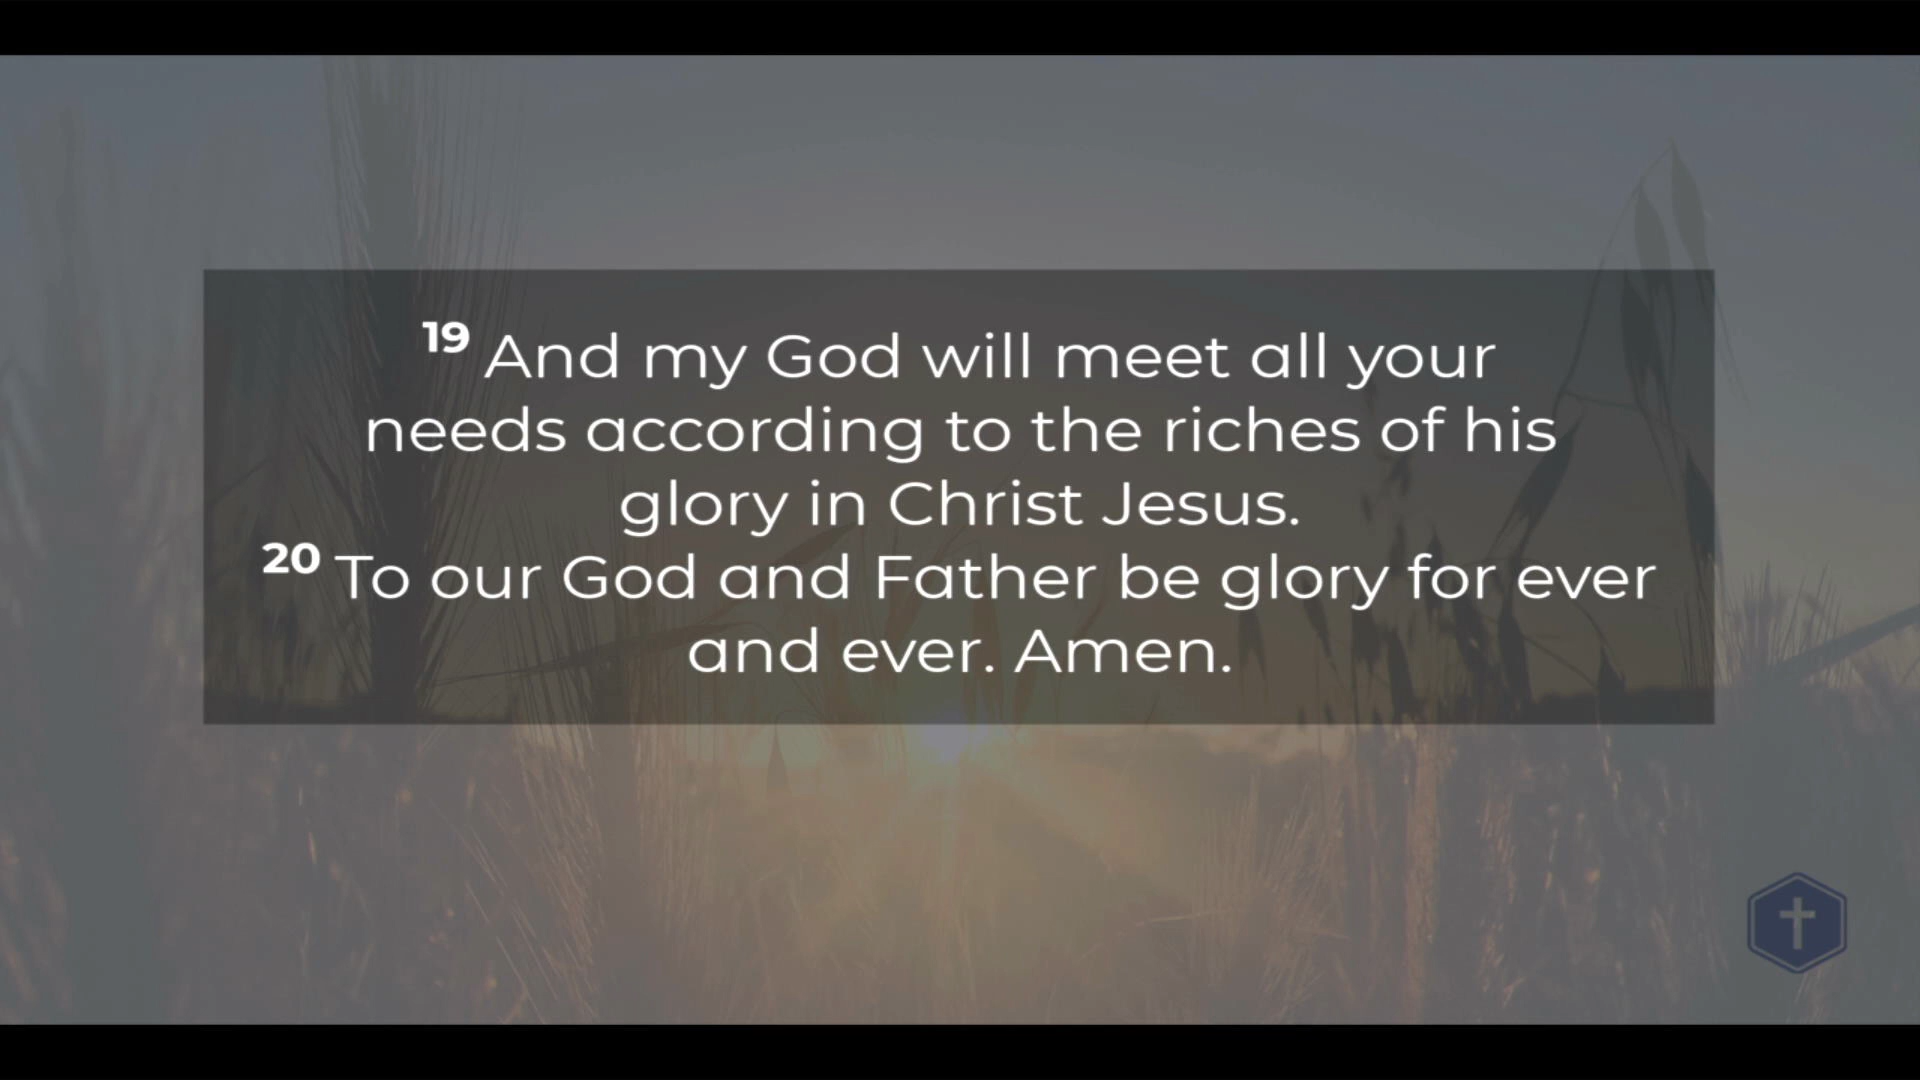 19 And my God will meet all your
needs according to the riches of his
glory in Christ Jesus.
20 To our God and Father be glory for ever
and ever. Amen.